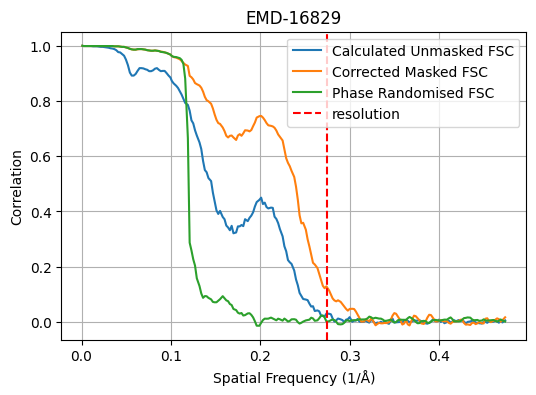 EMD-16829
Calculated Unmasked FSC
Corrected Masked FSC
Phase Randomised FSC
resolution
Correlation
1.0
0.8
0.6
0.4
0.2
0.0
0.0 0.1 0.2 0.3 0.4
Spatial Frequency (1/Å)